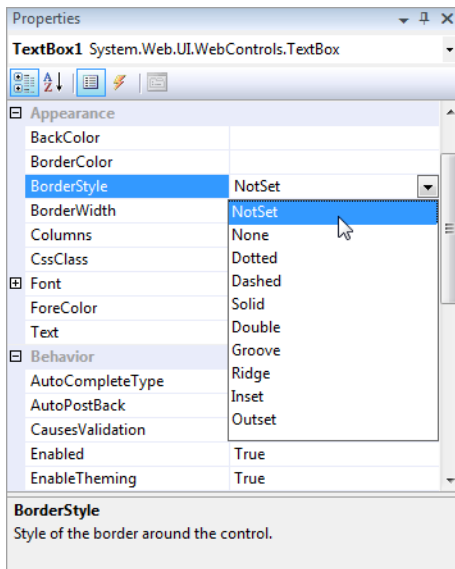 Properties
TextBox1 System.Web.UI.WebControls.TextBox
Appearance
BackColor
BorderColor
BorderStyle NotSet
BorderWidth NotSet
Columns None
CssClass Dotted
Font Dashed
ForeColor Solid
Text Double
Behavior Groove
AutoCompleteType Ridge
AutoPostBack Inset
CausesValidation Outset
Enabled True
EnableTheming True
BorderStyle
Style of the border around the control.